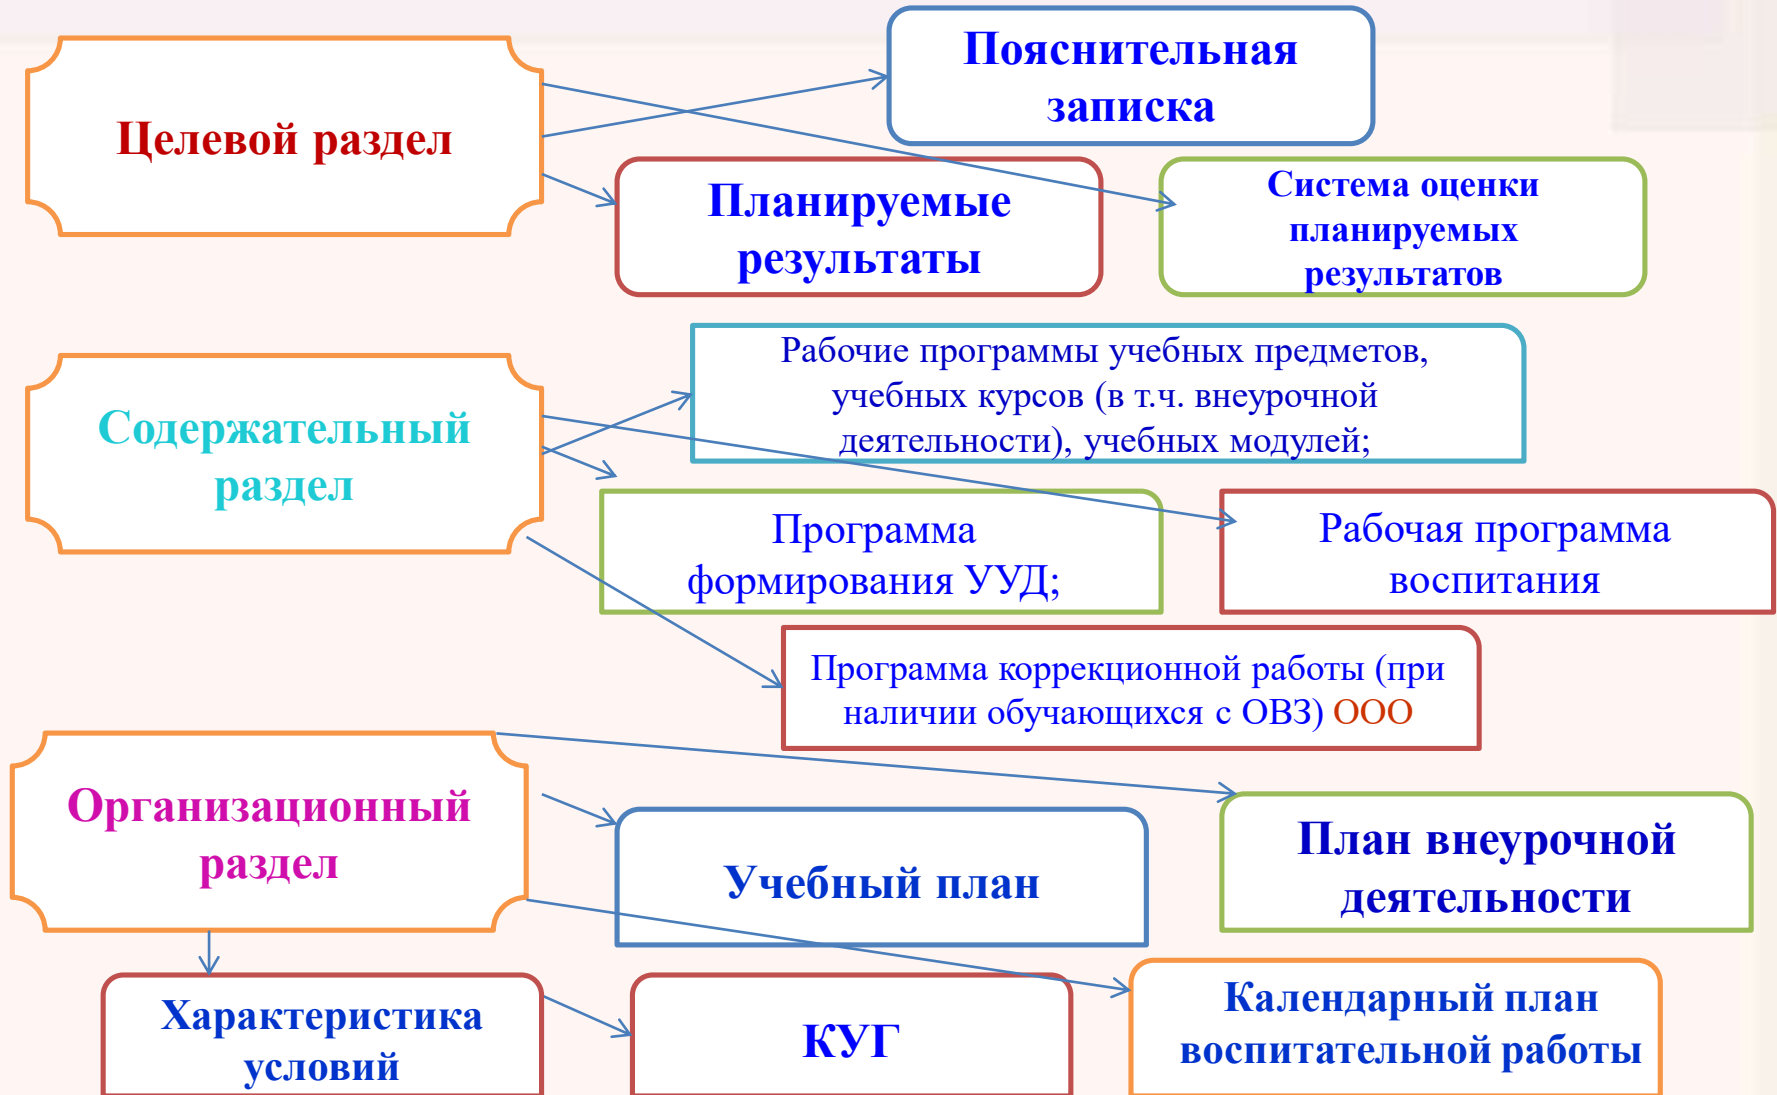 Пояснительная
записка
Целевой раздел
Планируемые
результаты
Система оценки
планируемых
результатов
Рабочие программы учебных предметов,
учебных курсов (в т.ч. внеурочной
деятельности), учебных модулей;
Содержательный
раздел
Программа
формирования УУД;
Рабочая программа
воспитания
Программа коррекционной работы (при
наличии обучающихся с ОВЗ) ООО
Организационный
раздел
Учебный план
План внеурочной
деятельности
Характеристика
условий
КУГ
Календарный план
воспитательной работы